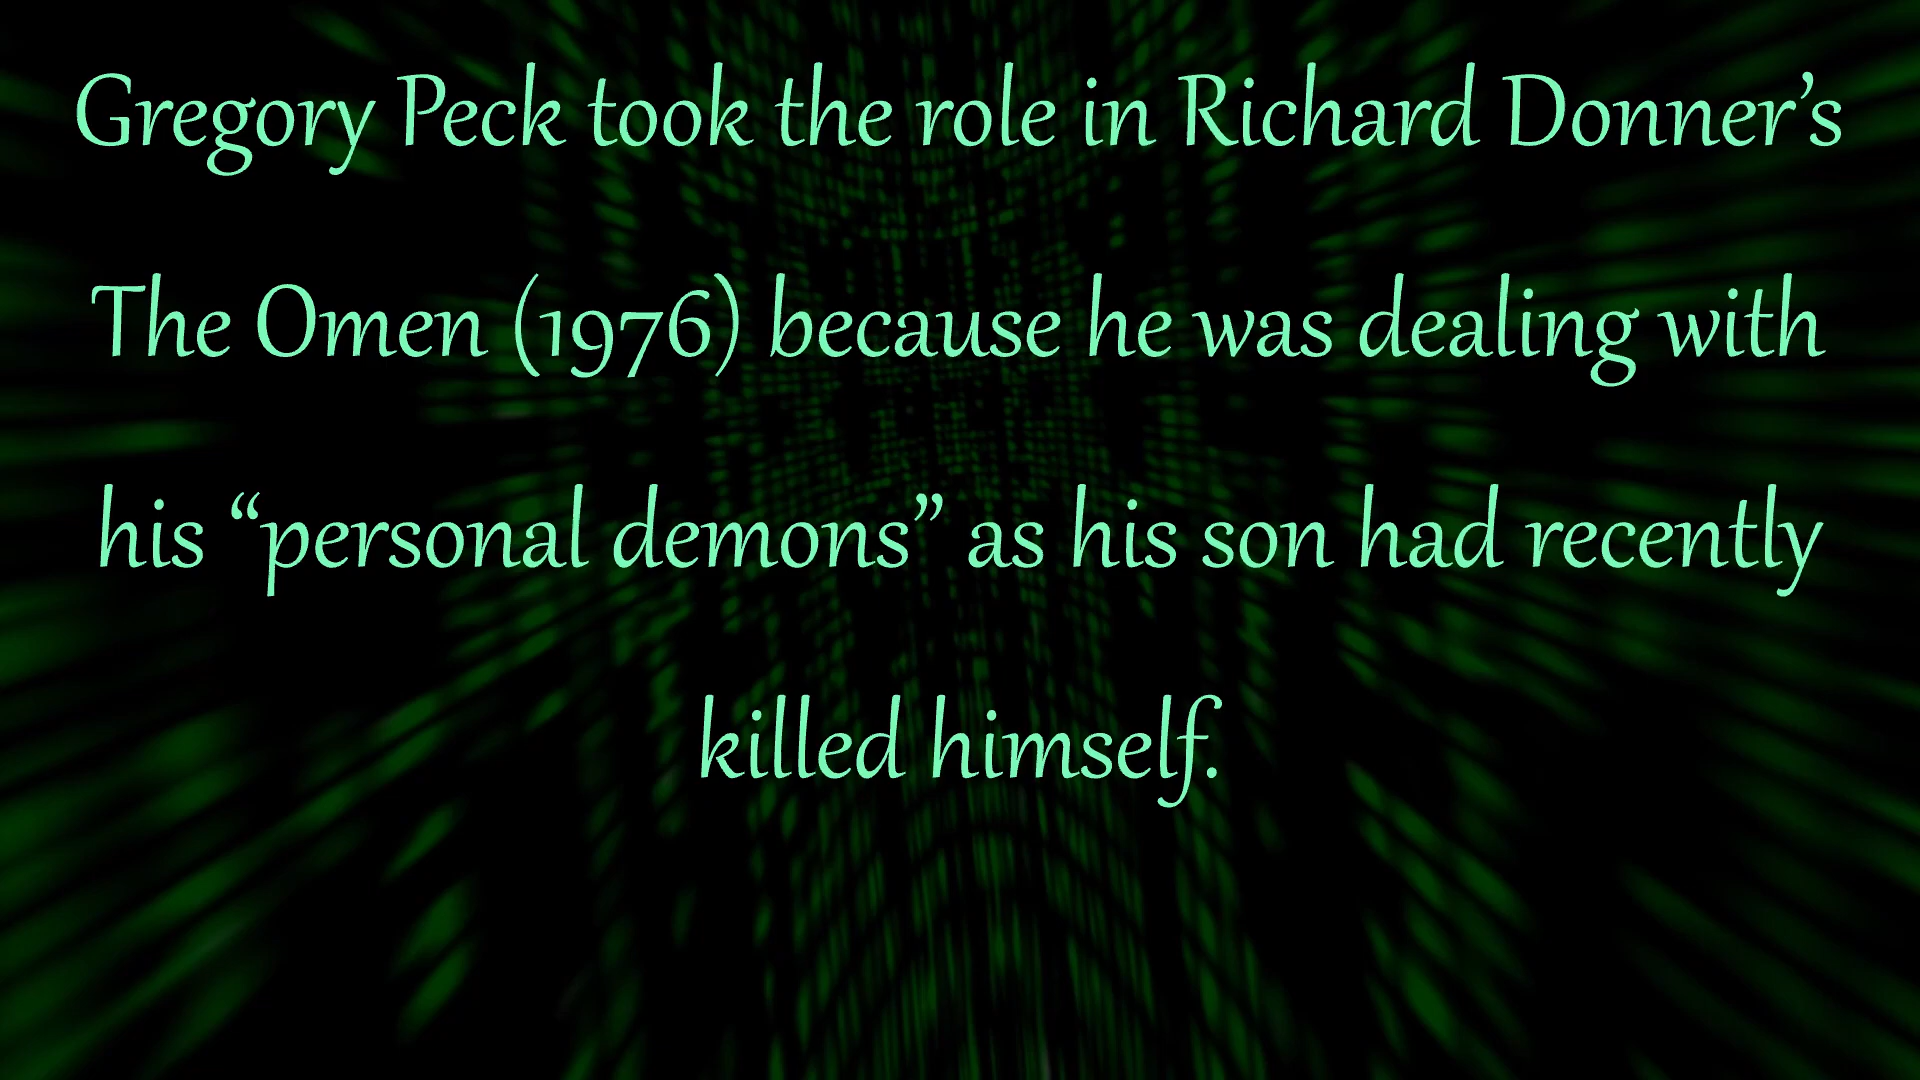 Gregory Peck took the role in Richard Donner’s
The Omen (1976) because he was dealing with
his “personal demons” as his son had recently
killed himself.